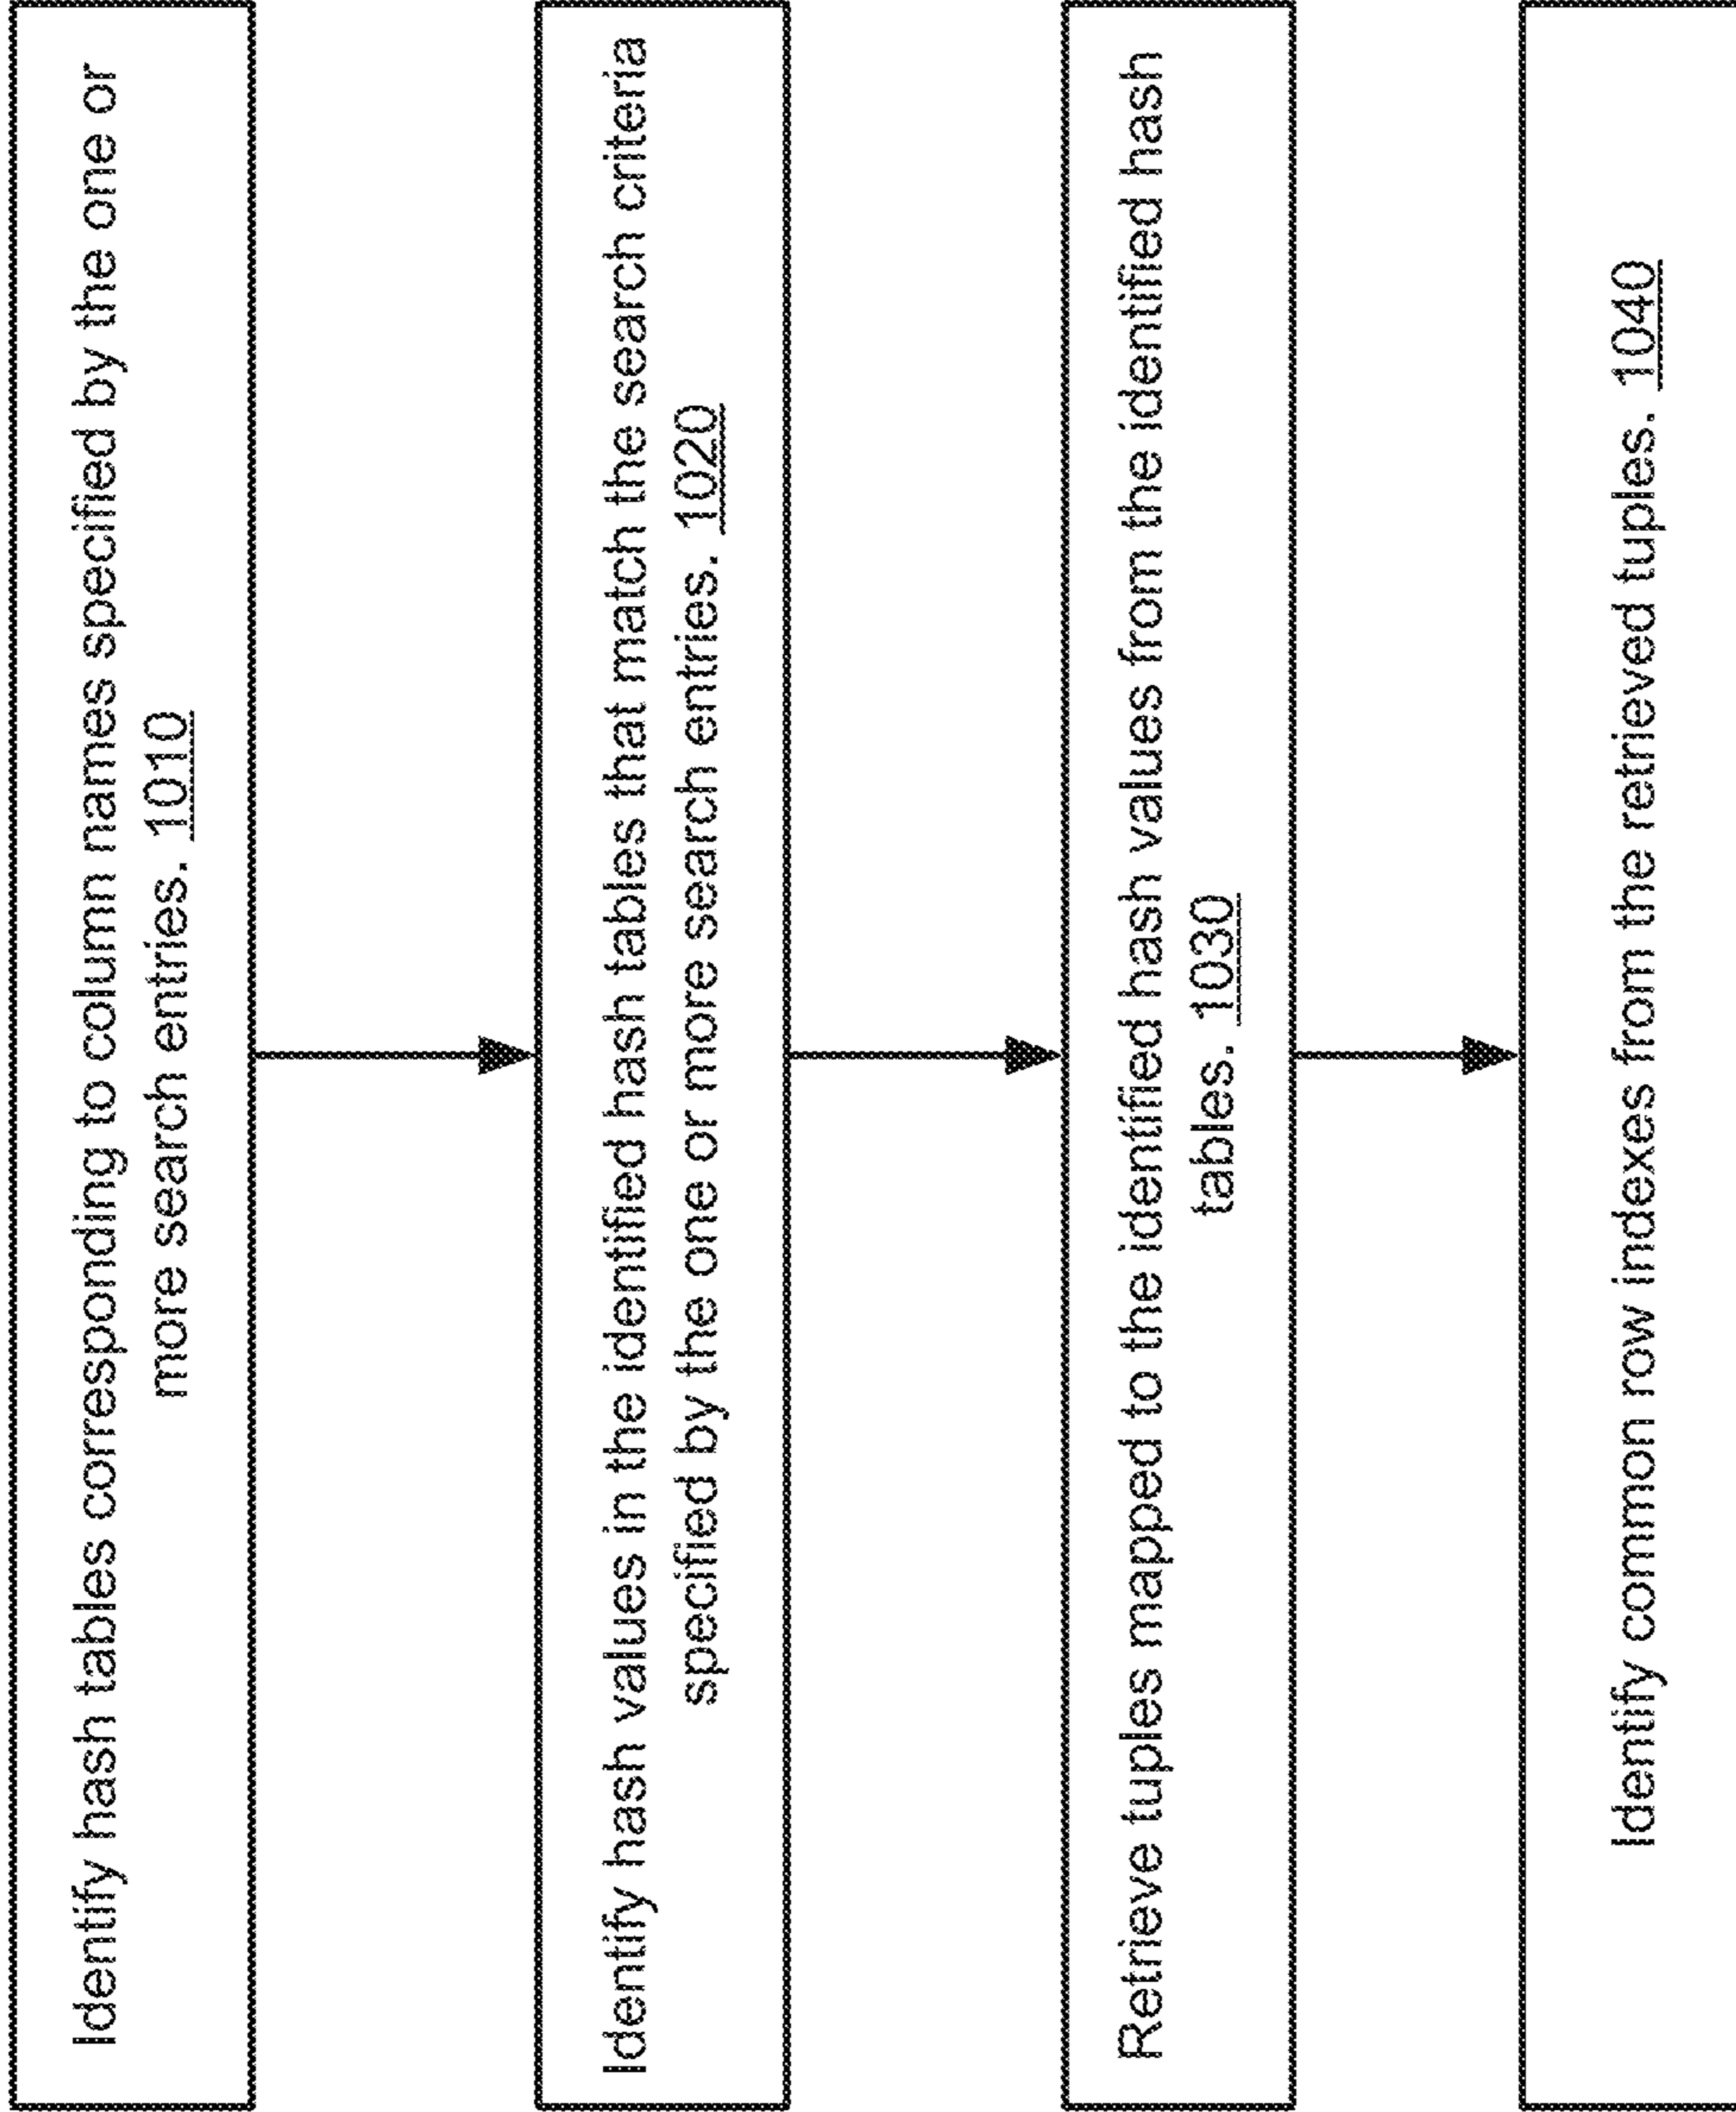 Identify hash tables corresponding to column names specified by the one or
more search entries. 1010
Identify hash values in the identified hash tables that match the search criteria
specified by the one or more search entries. 1020
Retrieve tuples mapped to the identified hash values from the identified hash
tables. 1030
Identify common row indexes from the retrieved tuples. 1040